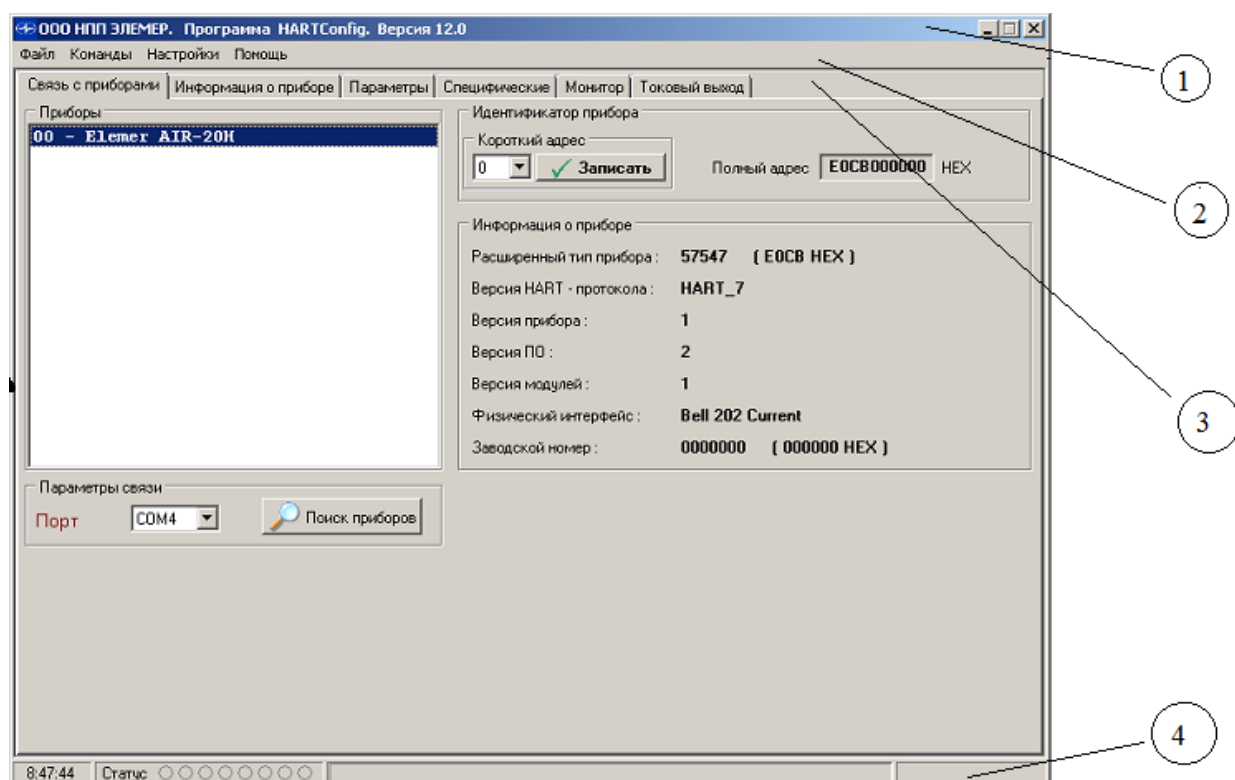 ООО НПП ЭЛЕМЕР. Программа HARTConfig. Версия 12.0
Файл Команды Настройки Помощь
Связь с приборами Информация о приборе Параметры Специфические Монитор Токовый выход
Приборы
00 - Elemer AIR-20H
Идентификатор прибора
Короткий адрес
0 Записать Полный адрес E0CB000000 HEX
Информация о приборе
Расширенный тип прибора : 57547 ( E0CB HEX )
Версия HART - протокола : HART_7
Версия прибора : 1
Версия ПО : 2
Версия модулей : 1
Физический интерфейс : Bell 202 Current
Заводской номер : 0000000 ( 000000 HEX )
Параметры связи
Порт COM4 Поиск приборов
8:47:44 Статус
1
2
3
4